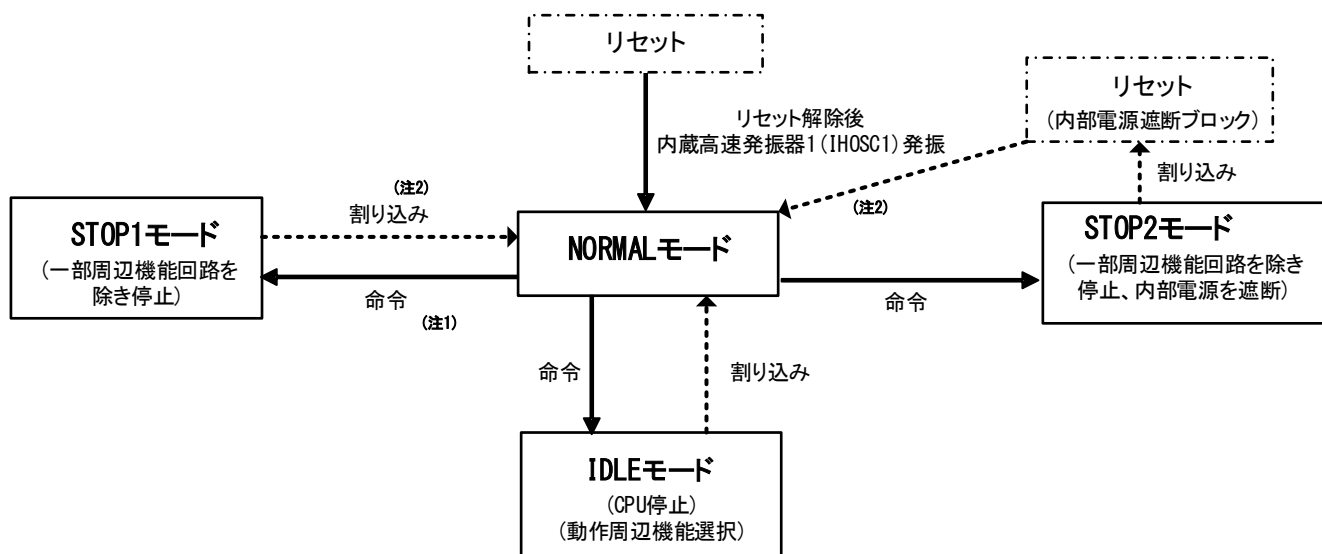 リセット
リセット
(内部電源遮断ブロック)
リセット解除後
内蔵高速発振器1(IHOSC1)発振
割り込み
(注2)
(注2)
割り込み
STOP1モード
(一部周辺機能回路を
除き停止)
NORMALモード
STOP2モード
(一部周辺機能回路を除き
停止、内部電源を遮断)
命令
(注1)
命令
命令
割り込み
IDLEモード
(CPU停止)
(動作周辺機能選択)